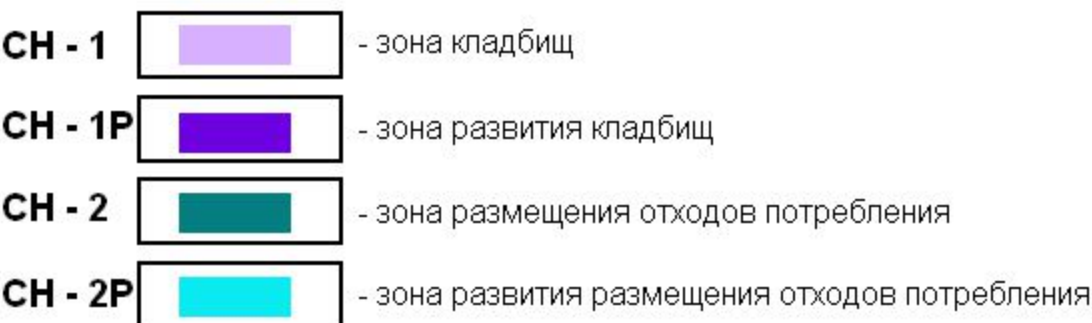 СН - 1 - зона кладбищ
СН - 1Р - зона развития кладбищ
СН - 2 - зона размещения отходов потребления
СН - 2Р - зона развития размещения отходов потребления